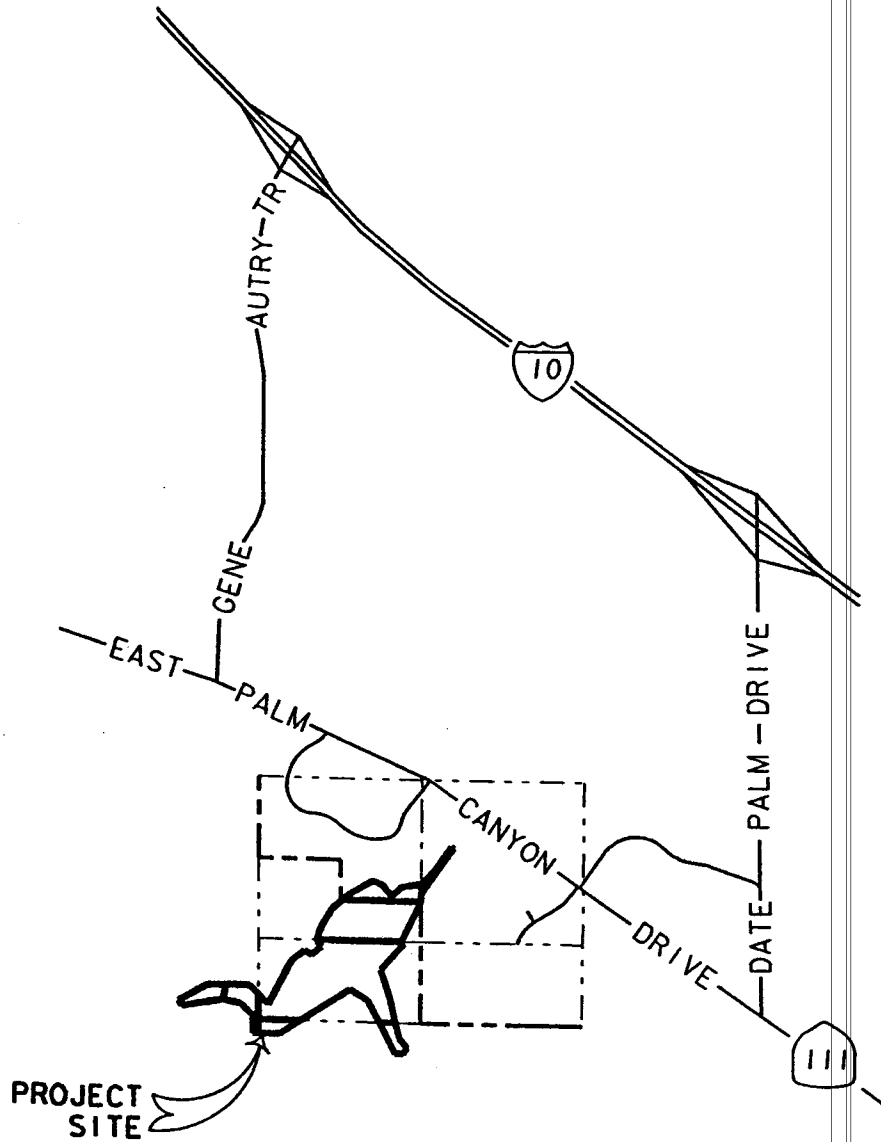 GENE AUTRY TR
10
EAST PALM CANYON DRIVE
DATE PALM DRIVE
111
PROJECT
SITE